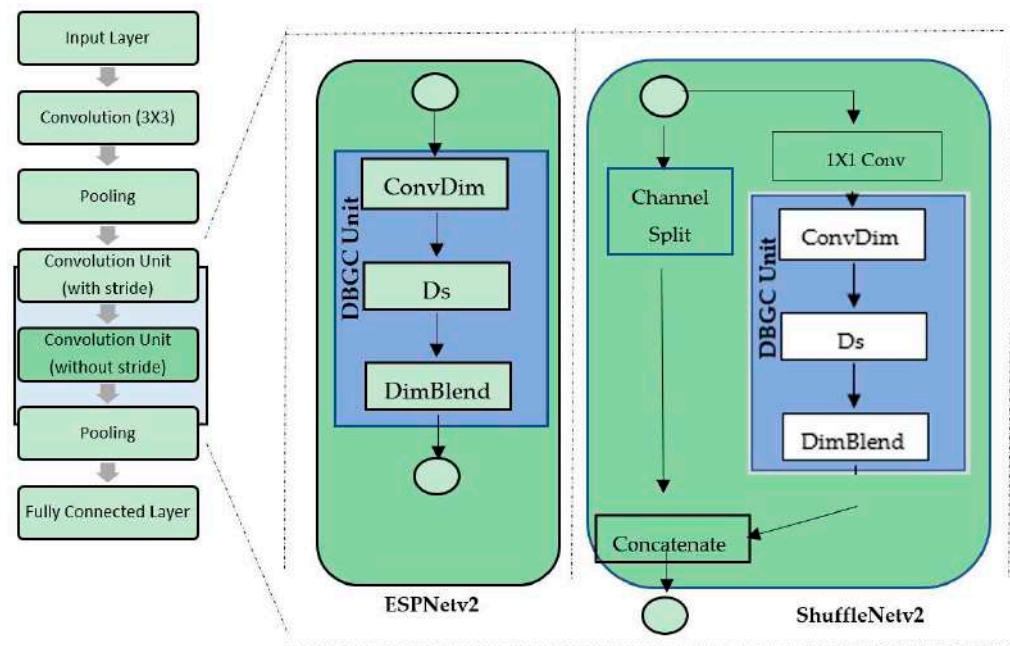 Input Layer
Convolution (3X3)
Pooling
Convolution Unit
(with stride)
Convolution Unit
(without stride)
Pooling
Fully Connected Layer
DBGC Unit
ConvDim
Ds
DimBlend
ESPNetv2
Channel
Split
1X1 Conv
DBGC Unit
ConvDim
Ds
DimBlend
Concatenate
ShuffleNetv2